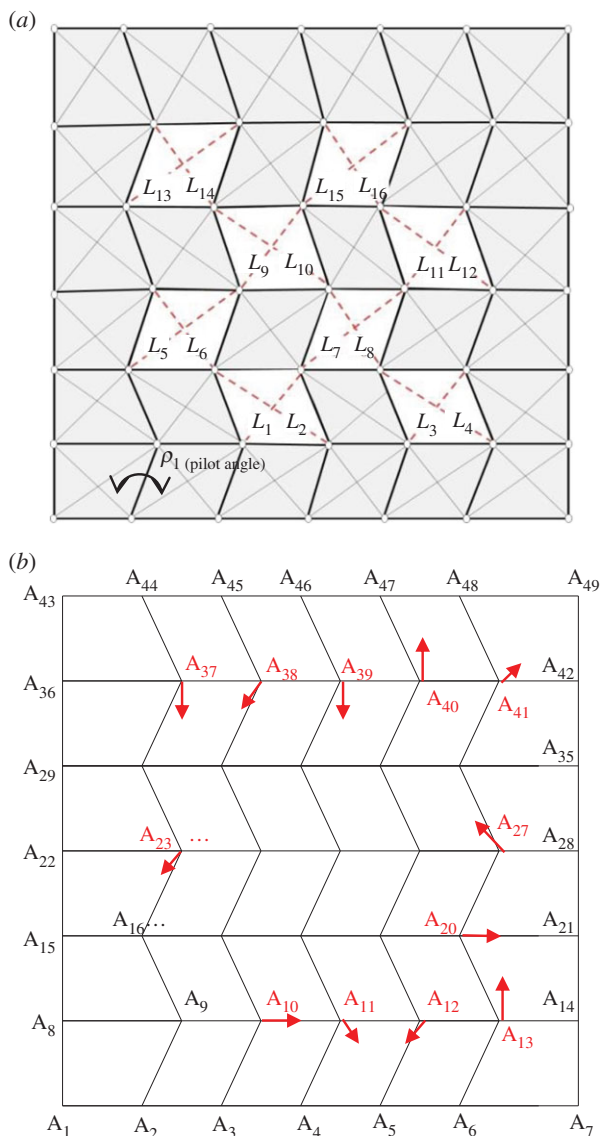 (a)
L13 L14 L15 L16
L9 L10 L11 L12
L5 L6 L7 L8
L1 L2 L3 L4
ρ1 (pilot angle)
(b)
A44 A45 A46 A47 A48 A49
A43
A37 A38 A39 A42
A36 A40 A41
A29 A35
A23 ... A27 A28
A22
A16... A20 A21
A15
A9 A10 A11 A12 A14
A8 A13
A1 A2 A3 A4 A5 A6 A7